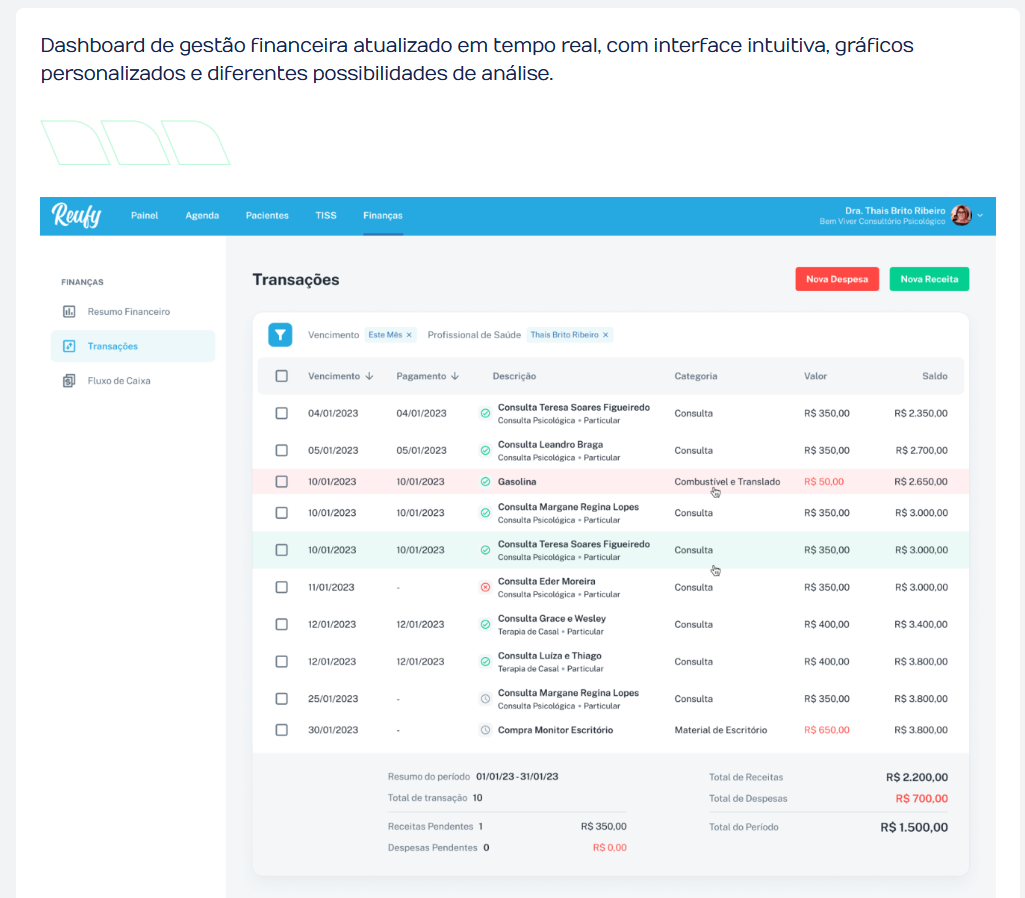 Dashboard de gestão financeira atualizado em tempo real, com interface intuitiva, gráficos
personalizados e diferentes possibilidades de análise.
Reufy Painel Agenda Pacientes TISS Finanças Dra. Thais Brito Ribeiro
Bem Viver Consultório Psicológico
FINANÇAS
Resumo Financeiro
Transações
Fluxo de Caixa
Transações Nova Despesa Nova Receita
Vencimento Este Mês × Profissional de Saúde Thais Brito Ribeiro ×
Vencimento ↓ Pagamento ↓ Descrição Categoria Valor Saldo
04/01/2023 04/01/2023 Consulta Teresa Soares Figueiredo Consulta R$ 350,00 R$ 2.350,00
Consulta Psicológica • Particular
05/01/2023 05/01/2023 Consulta Leandro Braga Consulta R$ 350,00 R$ 2.700,00
Consulta Psicológica • Particular
10/01/2023 10/01/2023 Gasolina Combustível e Translado R$ 50,00 R$ 2.650,00
10/01/2023 10/01/2023 Consulta Margane Regina Lopes Consulta R$ 350,00 R$ 3.000,00
Consulta Psicológica • Particular
10/01/2023 10/01/2023 Consulta Teresa Soares Figueiredo Consulta R$ 350,00 R$ 3.000,00
Consulta Psicológica • Particular
11/01/2023 - Consulta Eder Moreira Consulta R$ 350,00 R$ 3.000,00
Consulta Psicológica • Particular
12/01/2023 12/01/2023 Consulta Grace e Wesley Consulta R$ 400,00 R$ 3.400,00
Terapia de Casal • Particular
12/01/2023 12/01/2023 Consulta Luíza e Thiago Consulta R$ 400,00 R$ 3.800,00
Terapia de Casal • Particular
25/01/2023 - Consulta Margane Regina Lopes Consulta R$ 350,00 R$ 3.800,00
Consulta Psicológica • Particular
30/01/2023 - Compra Monitor Escritório Material de Escritório R$ 650,00 R$ 3.800,00
Resumo do período 01/01/23 - 31/01/23 Total de Receitas R$ 2.200,00
Total de transação 10 Total de Despesas R$ 700,00
Receitas Pendentes 1 R$ 350,00 Total do Período R$ 1.500,00
Despesas Pendentes 0 R$ 0,00